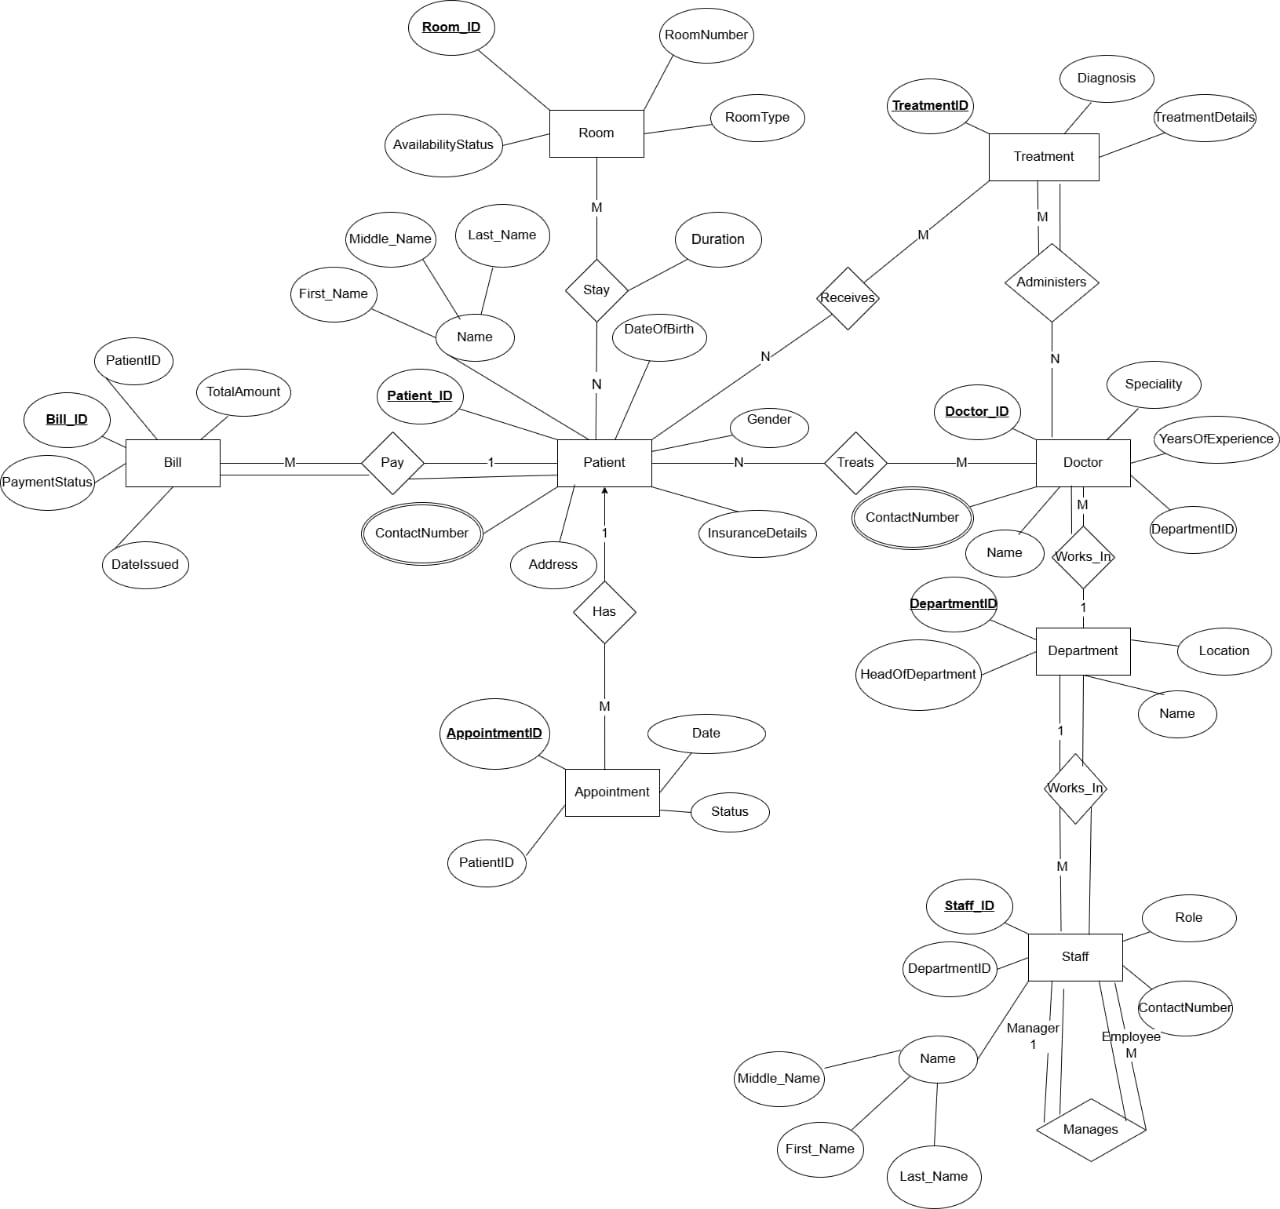 Room_ID
RoomNumber
Room
RoomType
AvailabilityStatus
M
Stay
Duration
N
Middle_Name
Last_Name
First_Name
Name
DateOfBirth
TreatmentID
Diagnosis
TreatmentDetails
Treatment
M
Receives
N
M
Administers
N
PatientID
TotalAmount
Bill_ID
Bill
PaymentStatus
DateIssued
M
Pay
1
Patient_ID
Patient
Gender
ContactNumber
Address
InsuranceDetails
N
Treats
M
Doctor_ID
Speciality
YearsOfExperience
Doctor
ContactNumber
Name
DepartmentID
M
Works_In
1
1
Has
M
AppointmentID
Date
Appointment
Status
PatientID
DepartmentID
HeadOfDepartment
Department
Location
Name
1
Works_In
M
Staff_ID
Role
DepartmentID
Staff
ContactNumber
Manager
1
Employee
M
Name
Middle_Name
First_Name
Last_Name
Manages